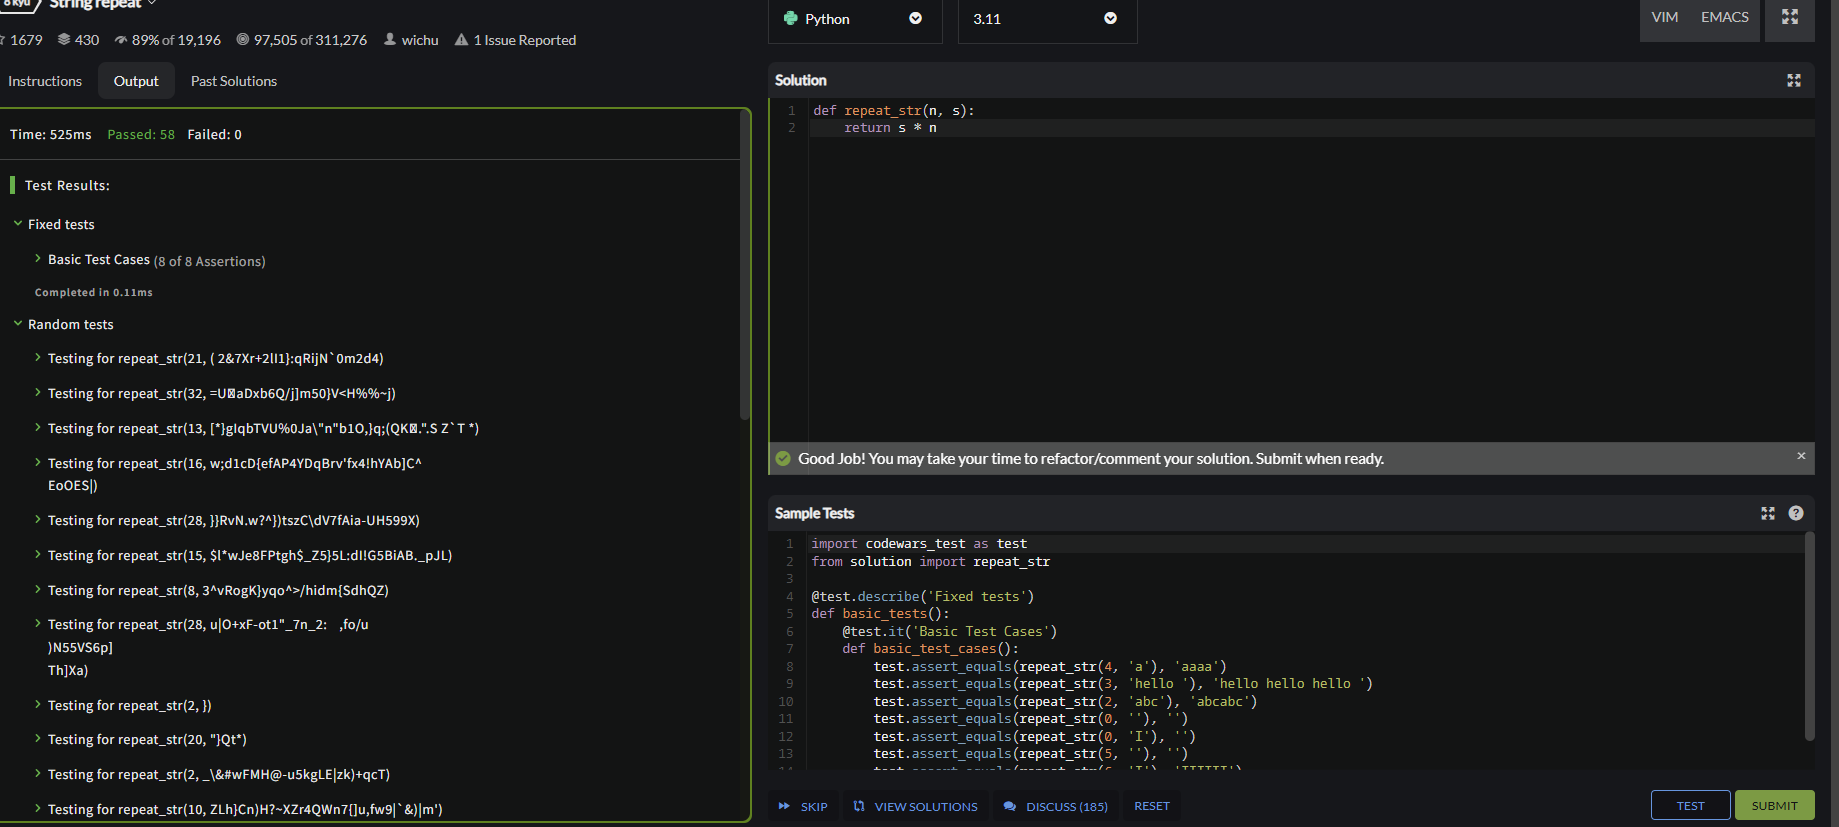 8 kyu String repeat
1679 430 89% of 19,196 97,505 of 311,276 wichu 1 Issue Reported
Instructions Output Past Solutions
Time: 525ms Passed: 58 Failed: 0
Test Results:
Fixed tests
Basic Test Cases (8 of 8 Assertions)
Completed in 0.11ms
Random tests
Testing for repeat_str(21, ( 2&7Xr+2lI1}:qRijN`0m2d4)
Testing for repeat_str(32, =U aDxb6Q/j]m50}V<H%%~j)
Testing for repeat_str(13, [*}gIqbTVU%0Ja\"n"b1O,}q;(QK .".S Z`T *)
Testing for repeat_str(16, w;d1cD{efAP4YDqBrv'fx4!hYAb]C^
EoOES|)
Testing for repeat_str(28, }}RvN.w?^})tszC\dV7fAia-UH599X)
Testing for repeat_str(15, $l*wJe8FPtgh$_Z5}5L:dI!G5BiAB._pJL)
Testing for repeat_str(8, 3^vRogK}yqo^>/hidm{SdhQZ)
Testing for repeat_str(28, u|O+xF-ot1"_7n_2: ,fo/u
)N55VS6p]
Th]Xa)
Testing for repeat_str(2, })
Testing for repeat_str(20, "}Qt*)
Testing for repeat_str(2, _\&#wFMH@-u5kgLE|zk)+qcT)
Testing for repeat_str(10, ZLh}Cn)H?~XZr4QWn7{]u,fw9|`&)|m')
Python 3.11 VIM EMACS
Solution
1 def repeat_str(n, s):
2 return s * n
Good Job! You may take your time to refactor/comment your solution. Submit when ready.
Sample Tests
1 import codewars_test as test
2 from solution import repeat_str
3
4 @test.describe('Fixed tests')
5 def basic_tests():
6 @test.it('Basic Test Cases')
7 def basic_test_cases():
8 test.assert_equals(repeat_str(4, 'a'), 'aaaa')
9 test.assert_equals(repeat_str(3, 'hello '), 'hello hello hello ')
10 test.assert_equals(repeat_str(2, 'abc'), 'abcabc')
11 test.assert_equals(repeat_str(0, ''), '')
12 test.assert_equals(repeat_str(0, 'I'), '')
13 test.assert_equals(repeat_str(5, ''), '')
SKIP VIEW SOLUTIONS DISCUSS (185) RESET TEST SUBMIT